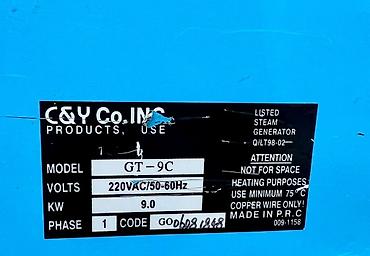 C&Y Co. INC
PRODUCTS, USE
MODEL GT-9C
VOLTS 220VAC/50-60Hz
KW 9.0
PHASE 1 CODE
LISTED
STEAM
GENERATOR
Q/LT98-02
ATTENTION
NOT FOR SPACE
HEATING PURPOSES
USE MINIMUM 75°C
COPPER WIRE ONLY!
MADE IN P.R.C
009-1158